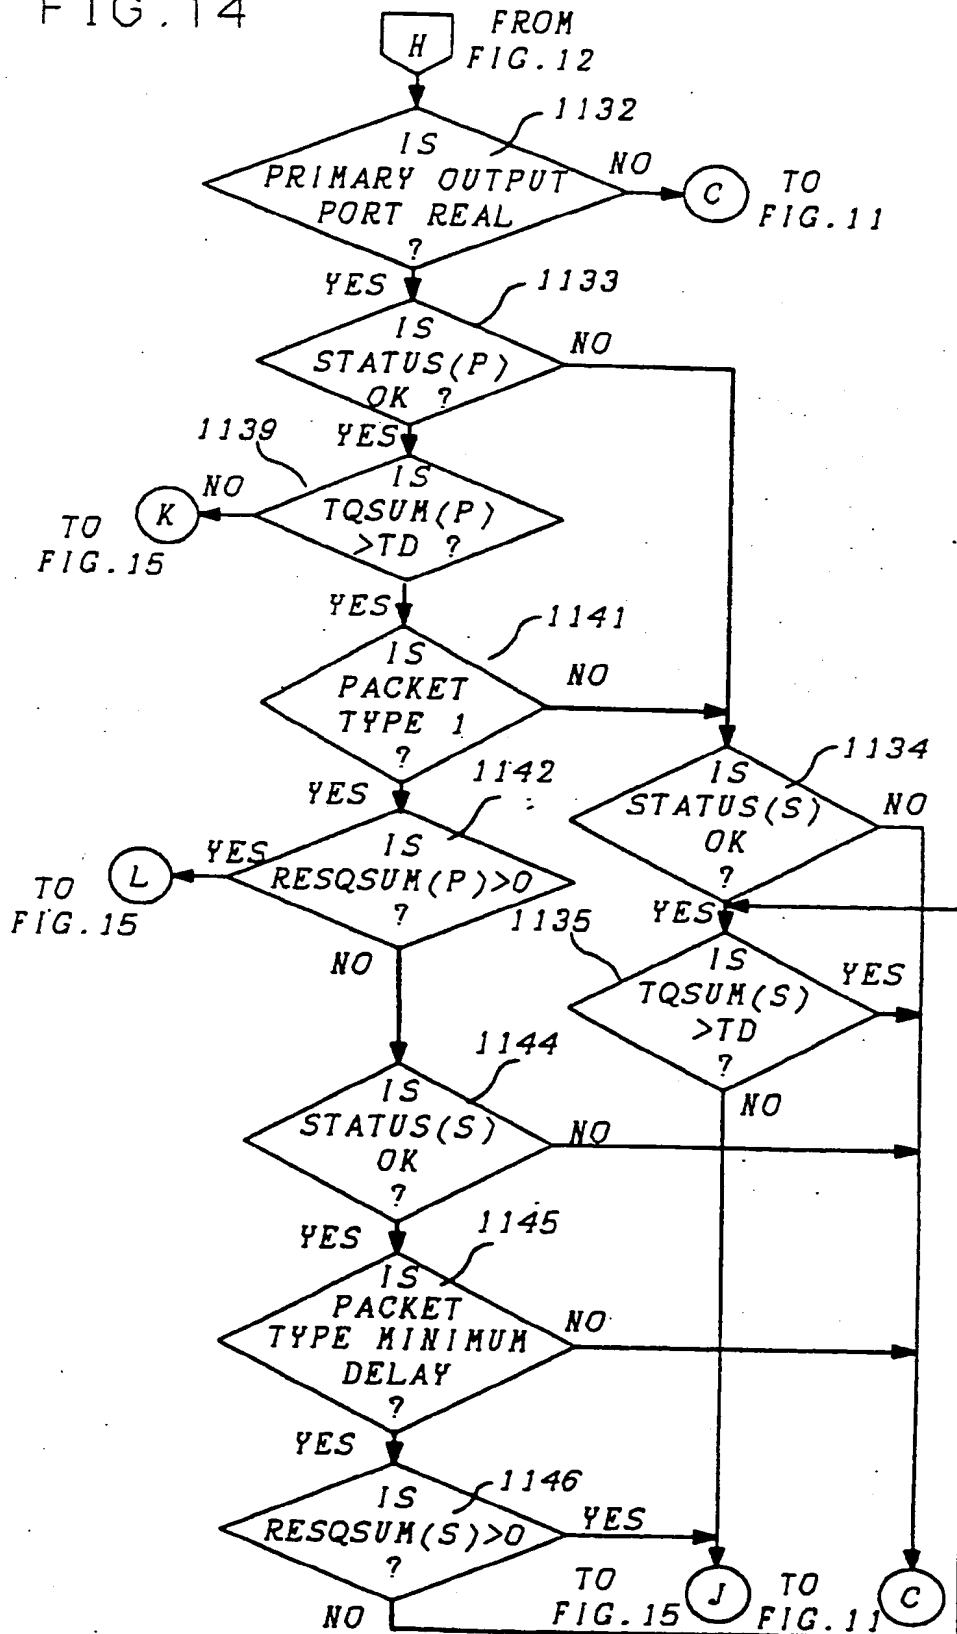 FIG.14
H
FROM
FIG.12
1132
IS
PRIMARY OUTPUT
PORT REAL
?
NO
C
TO
FIG.11
YES
1133
IS
STATUS(P)
OK ?
NO
YES
1139
IS
TQSUM(P)
>TD ?
NO
K
TO
FIG.15
YES
1141
IS
PACKET
TYPE 1
?
NO
YES
1142
IS
RESQSUM(P)>0
?
YES
L
TO
FIG.15
NO
1134
IS
STATUS(S)
OK
?
NO
YES
1135
IS
TQSUM(S)
>TD
?
YES
NO
1144
IS
STATUS(S)
OK
?
NO
YES
1145
IS
PACKET
TYPE MINIMUM
DELAY
?
NO
YES
1146
IS
RESQSUM(S)>0
?
YES
NO
TO
FIG.15
J
TO
FIG.11
C